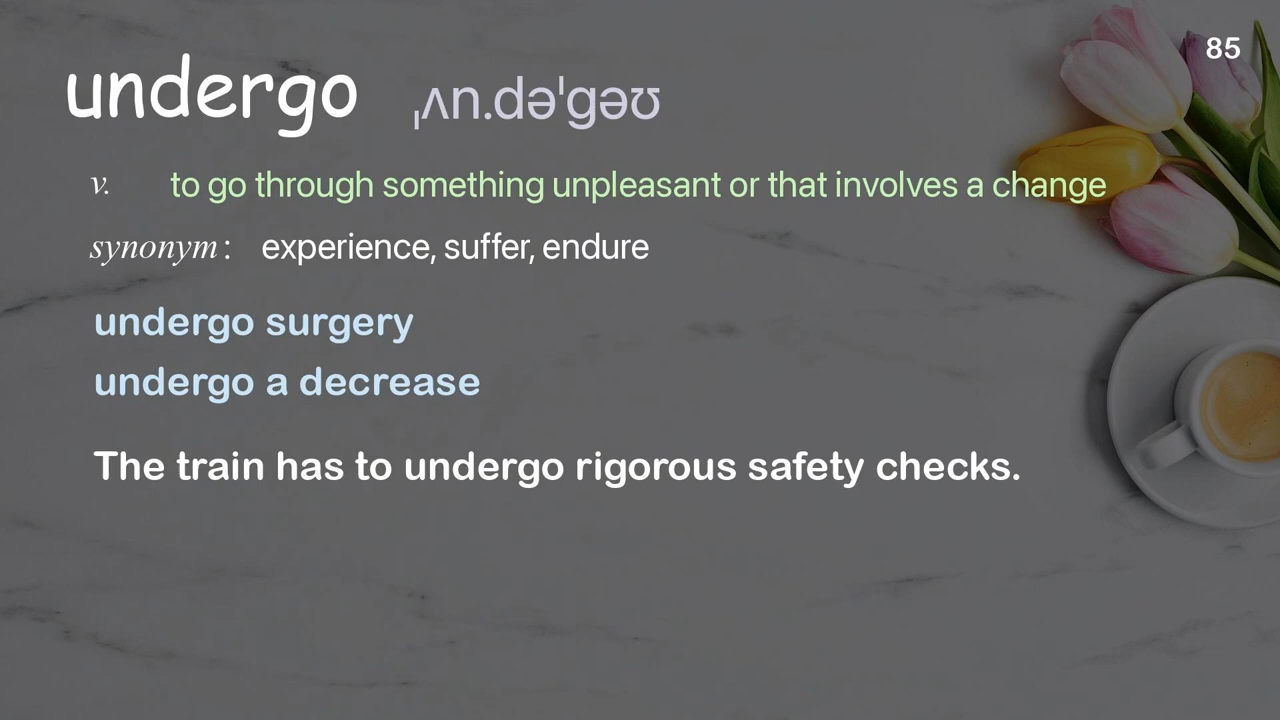 85
undergo ˌʌn.dəˈɡəʊ
v. to go through something unpleasant or that involves a change
synonym: experience, suffer, endure
undergo surgery
undergo a decrease
The train has to undergo rigorous safety checks.